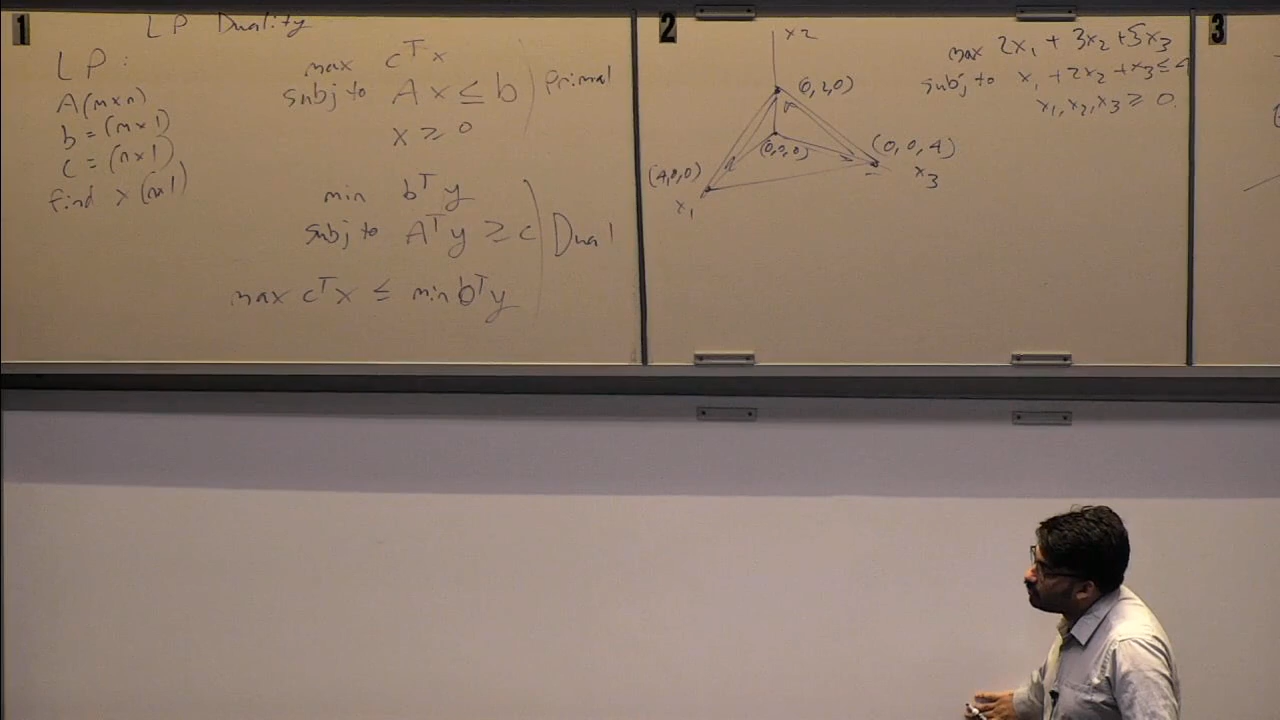 1
LP Duality
LP:
A (m×n)
b = (m×1)
c = (n×1)
find x (n×1)
max c^T x
subj to Ax ≤ b
x ≥ 0
Primal
min b^T y
subj to A^T y ≥ c
Dual
max c^T x ≤ min b^T y
2
x2
(0,2,0)
(0,0,0)
(4,0,0)
x1
(0,0,4)
x3
max 2x1 + 3x2 + 5x3
subj to x1 + 2x2 + x3 ≤ 4
x1, x2, x3 ≥ 0.
3